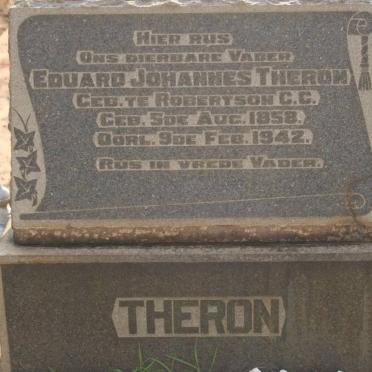 HIER RUS
ONS DIERBARE VADER
EDUARD JOHANNES THERON
GEB. TE ROBERTSON C.C.
GEB. 5DE AUG. 1858.
OORL. 9DE FEB. 1942.
RUS IN VREDE VADER.
THERON